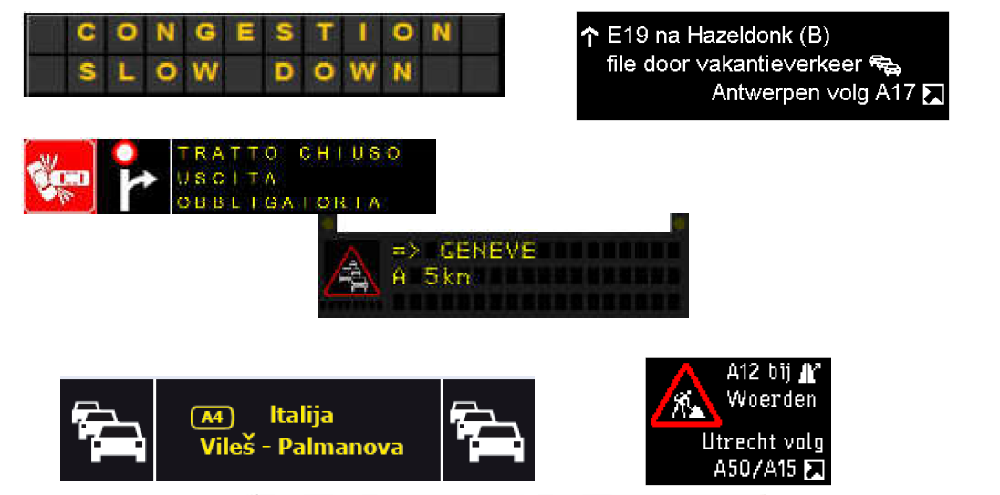 CONGESTION
SLOW DOWN
E19 na Hazeldonk (B)
file door vakantieverkeer
Antwerpen volg A17
TRATTO CHIUSO
USCITA
OBBLIGATORIA
=> GENEVE
A 5km
A4 Italija
Vileš - Palmanova
A12 bij
Woerden
Utrecht volg
A50/A15